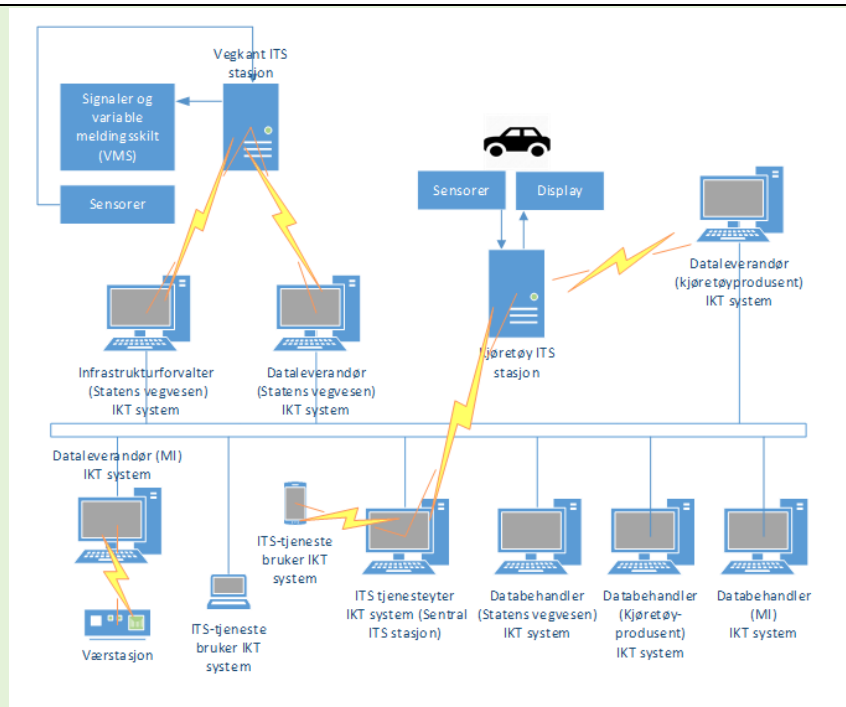 Vegkant ITS
stasjon
Signaler og
variable
meldingsskilt
(VMS)
Sensorer
Sensorer
Display
Dataleverandør
(kjøretøyprodusent)
IKT system
Kjøretøy ITS
stasjon
Infrastrukturforvalter
(Statens vegvesen)
IKT system
Dataleverandør
(Statens vegvesen)
IKT system
Dataleverandør (MI)
IKT system
Værstasjon
ITS-tjeneste
bruker IKT
system
ITS-tjeneste
bruker IKT
system
ITS tjenesteyter
IKT system (Sentral
ITS stasjon)
Databehandler
(Statens vegvesen)
IKT system
Databehandler
(Kjøretøy-
produsent)
IKT system
Databehandler
(MI)
IKT system